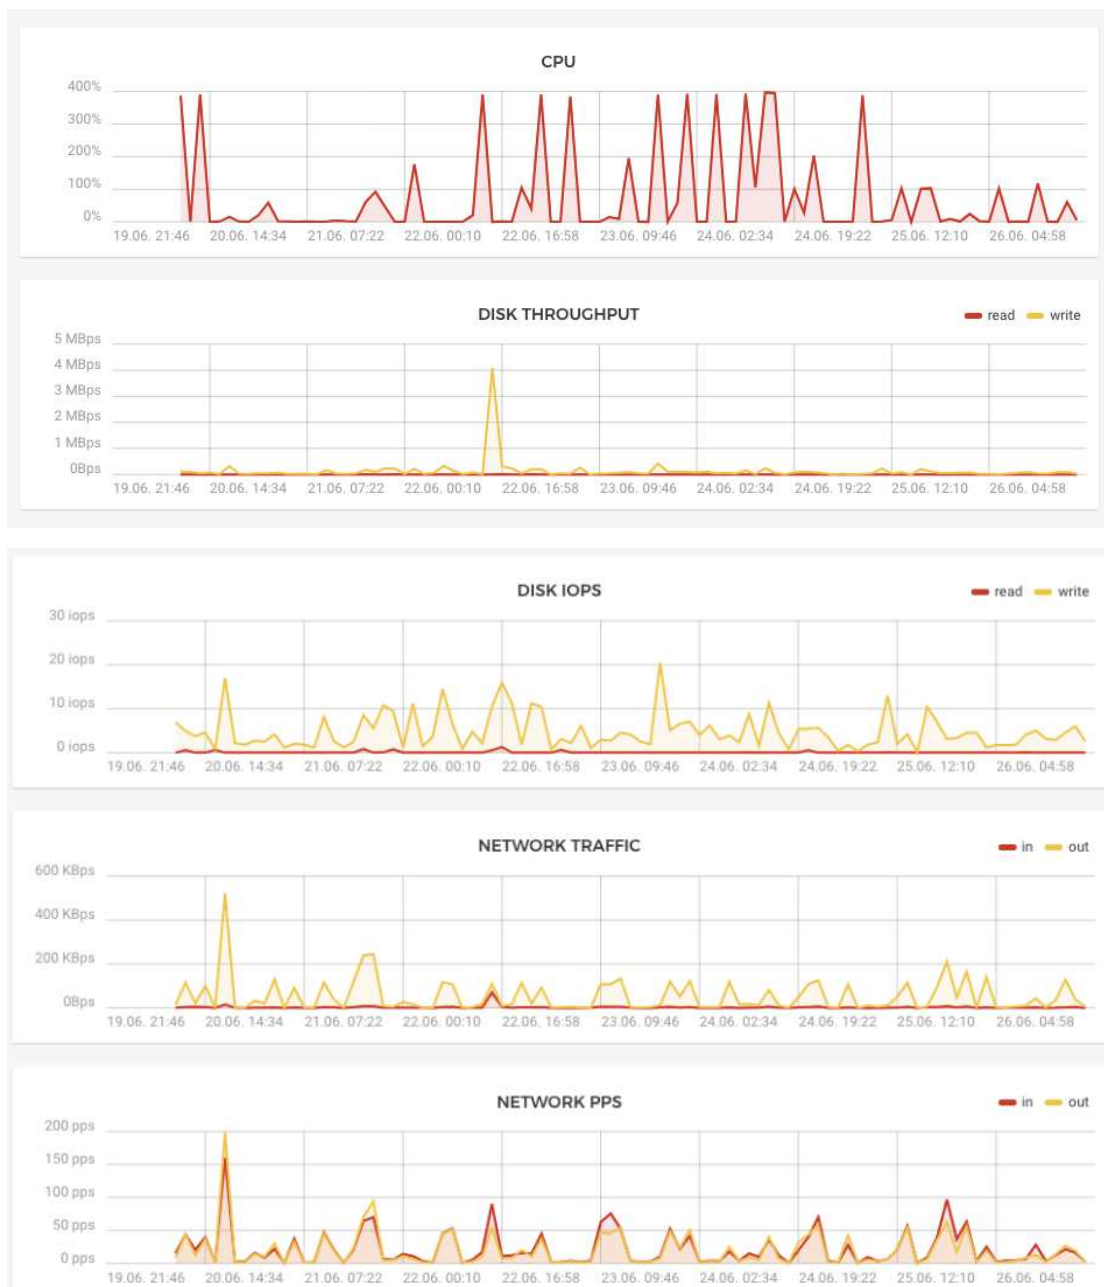 CPU
400%
300%
200%
100%
0%
19.06. 21:46 20.06. 14:34 21.06. 07:22 22.06. 00:10 22.06. 16:58 23.06. 09:46 24.06. 02:34 24.06. 19:22 25.06. 12:10 26.06. 04:58
DISK THROUGHPUT read write
5 MBps
4 MBps
3 MBps
2 MBps
1 MBps
0Bps
19.06. 21:46 20.06. 14:34 21.06. 07:22 22.06. 00:10 22.06. 16:58 23.06. 09:46 24.06. 02:34 24.06. 19:22 25.06. 12:10 26.06. 04:58
DISK IOPS read write
30 iops
20 iops
10 iops
0 iops
19.06. 21:46 20.06. 14:34 21.06. 07:22 22.06. 00:10 22.06. 16:58 23.06. 09:46 24.06. 02:34 24.06. 19:22 25.06. 12:10 26.06. 04:58
NETWORK TRAFFIC in out
600 KBps
400 KBps
200 KBps
0Bps
19.06. 21:46 20.06. 14:34 21.06. 07:22 22.06. 00:10 22.06. 16:58 23.06. 09:46 24.06. 02:34 24.06. 19:22 25.06. 12:10 26.06. 04:58
NETWORK PPS in out
200 pps
150 pps
100 pps
50 pps
0 pps
19.06. 21:46 20.06. 14:34 21.06. 07:22 22.06. 00:10 22.06. 16:58 23.06. 09:46 24.06. 02:34 24.06. 19:22 25.06. 12:10 26.06. 04:58